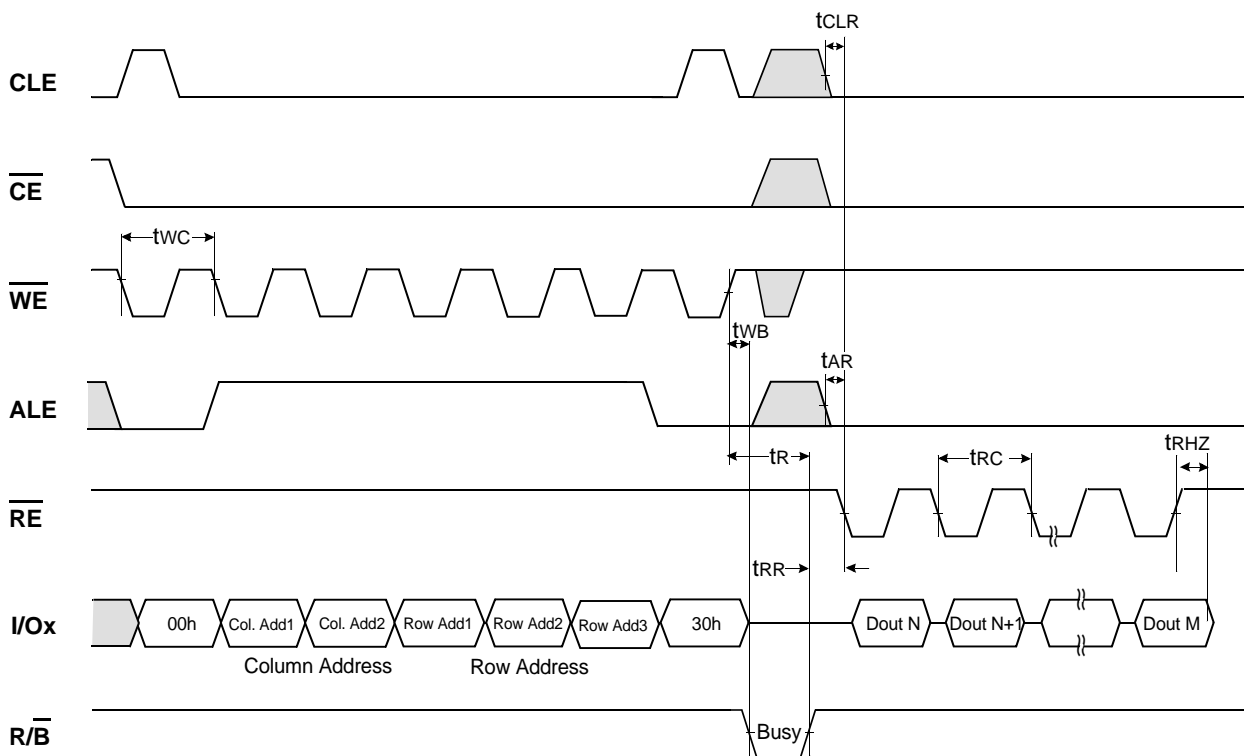 tCLR
CLE
CE
tWC
WE
tWB
tAR
ALE
tR
tRC
tRHZ
RE
tRR
I/Ox
00h
Col. Add1
Col. Add2
Row Add1
Row Add2
Row Add3
30h
Dout N
Dout N+1
Dout M
Column Address
Row Address
R/B
Busy